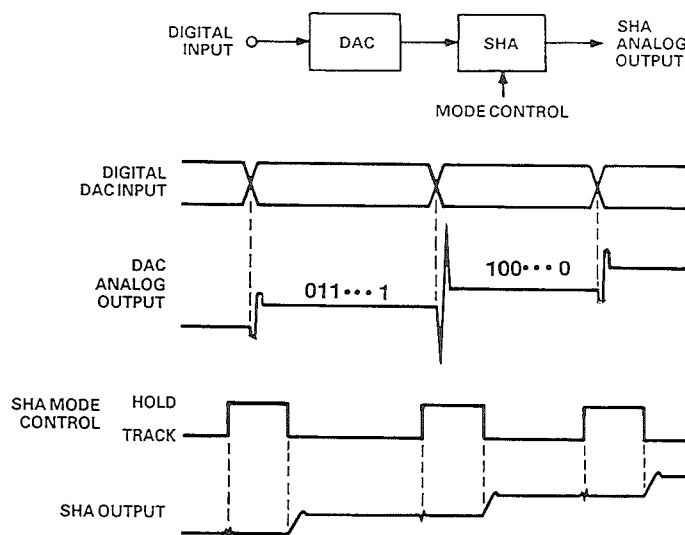 DIGITAL
INPUT
DAC
SHA
SHA
ANALOG
OUTPUT
MODE CONTROL
DIGITAL
DAC INPUT
DAC
ANALOG
OUTPUT
011••• 1
100••• 0
SHA MODE
CONTROL
HOLD
TRACK
SHA OUTPUT